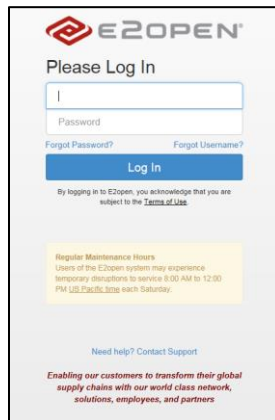 E2OPEN
Please Log In
Password
Forgot Password? Forgot Username?
Log In
By logging in to E2open, you acknowledge that you are
subject to the Terms of Use.
Regular Maintenance Hours
Users of the E2open system may experience
temporary disruptions to service 8:00 AM to 12:00
PM US Pacific time each Saturday.
Need help? Contact Support
Enabling our customers to transform their global
supply chains with our world class network,
solutions, employees, and partners